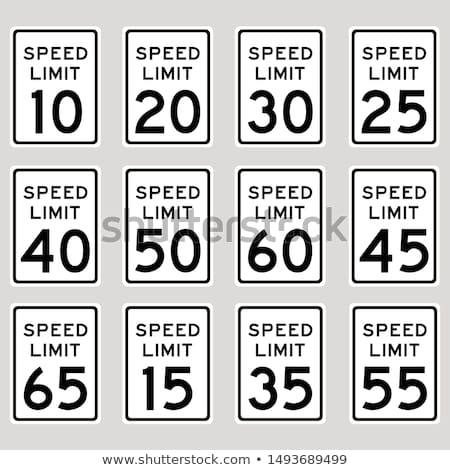 SPEED
LIMIT
10
SPEED
LIMIT
20
SPEED
LIMIT
30
SPEED
LIMIT
25
SPEED
LIMIT
40
SPEED
LIMIT
50
SPEED
LIMIT
60
SPEED
LIMIT
45
shutterstock
SPEED
LIMIT
65
SPEED
LIMIT
15
SPEED
LIMIT
35
SPEED
LIMIT
55
shutterstock.com • 1493689499